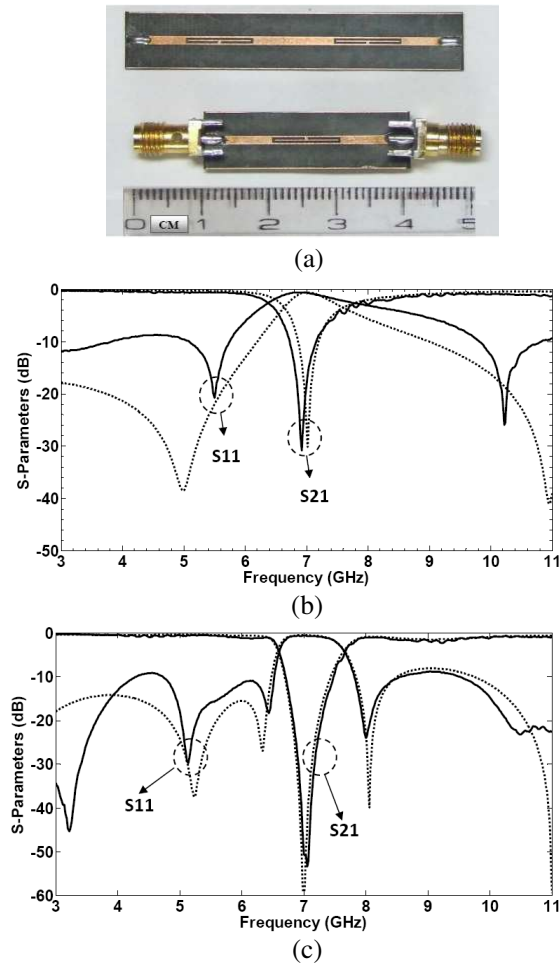 0 CM 1 2 3 4 5
(a)
0
-10
-20
-30
-40
-50
S-Parameters (dB)
S11
S21
3 4 5 6 7 8 9 10 11
Frequency (GHz)
(b)
0
-10
-20
-30
-40
-50
-60
S-Parameters (dB)
S11
S21
3 4 5 6 7 8 9 10 11
Frequency (GHz)
(c)